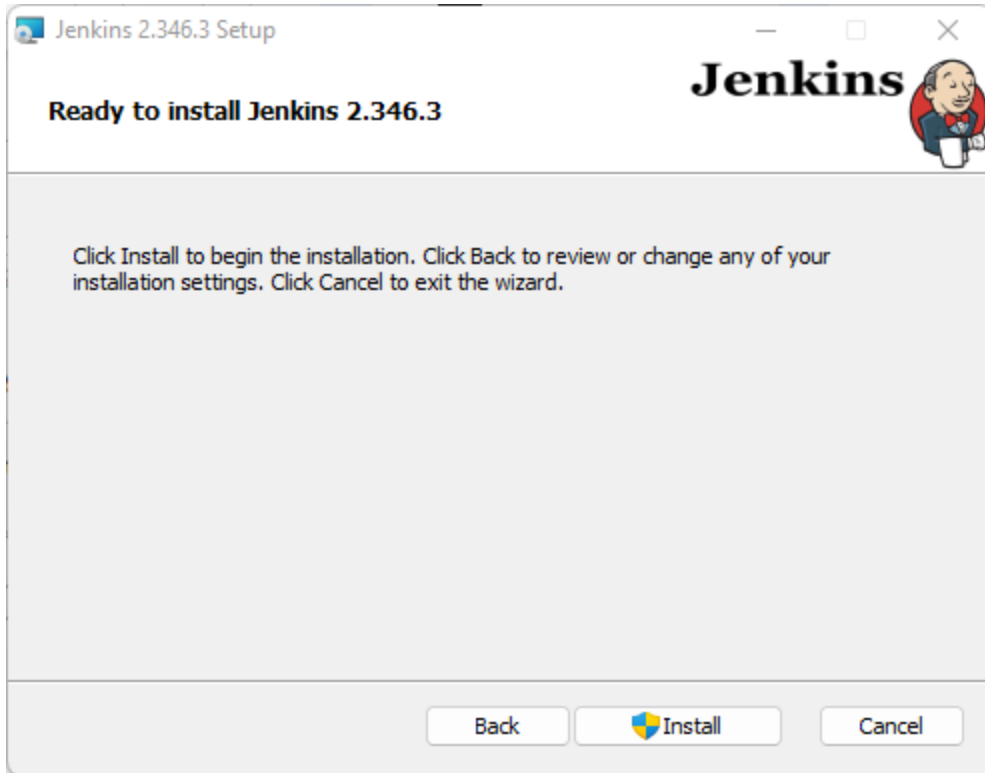 Jenkins 2.346.3 Setup
Jenkins
Ready to install Jenkins 2.346.3
Click Install to begin the installation. Click Back to review or change any of your
installation settings. Click Cancel to exit the wizard.
Back
Install
Cancel